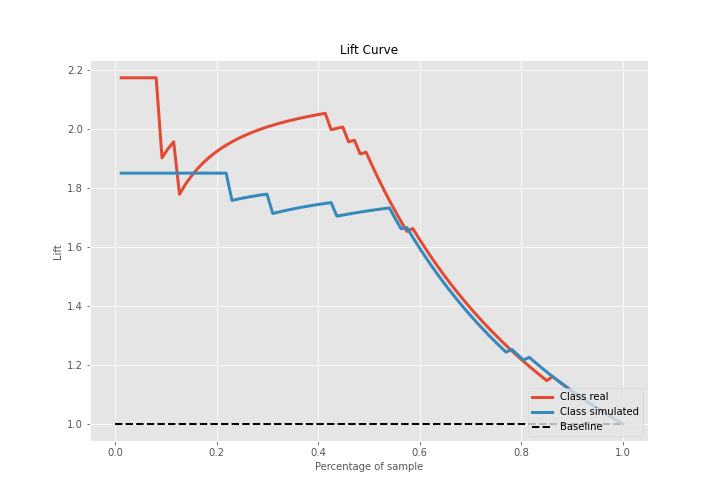 Lift Curve
2.2
2.0
1.8
1.6
1.4
1.2
1.0
Lift
0.0 0.2 0.4 0.6 0.8 1.0
Percentage of sample
Class real
Class simulated
Baseline